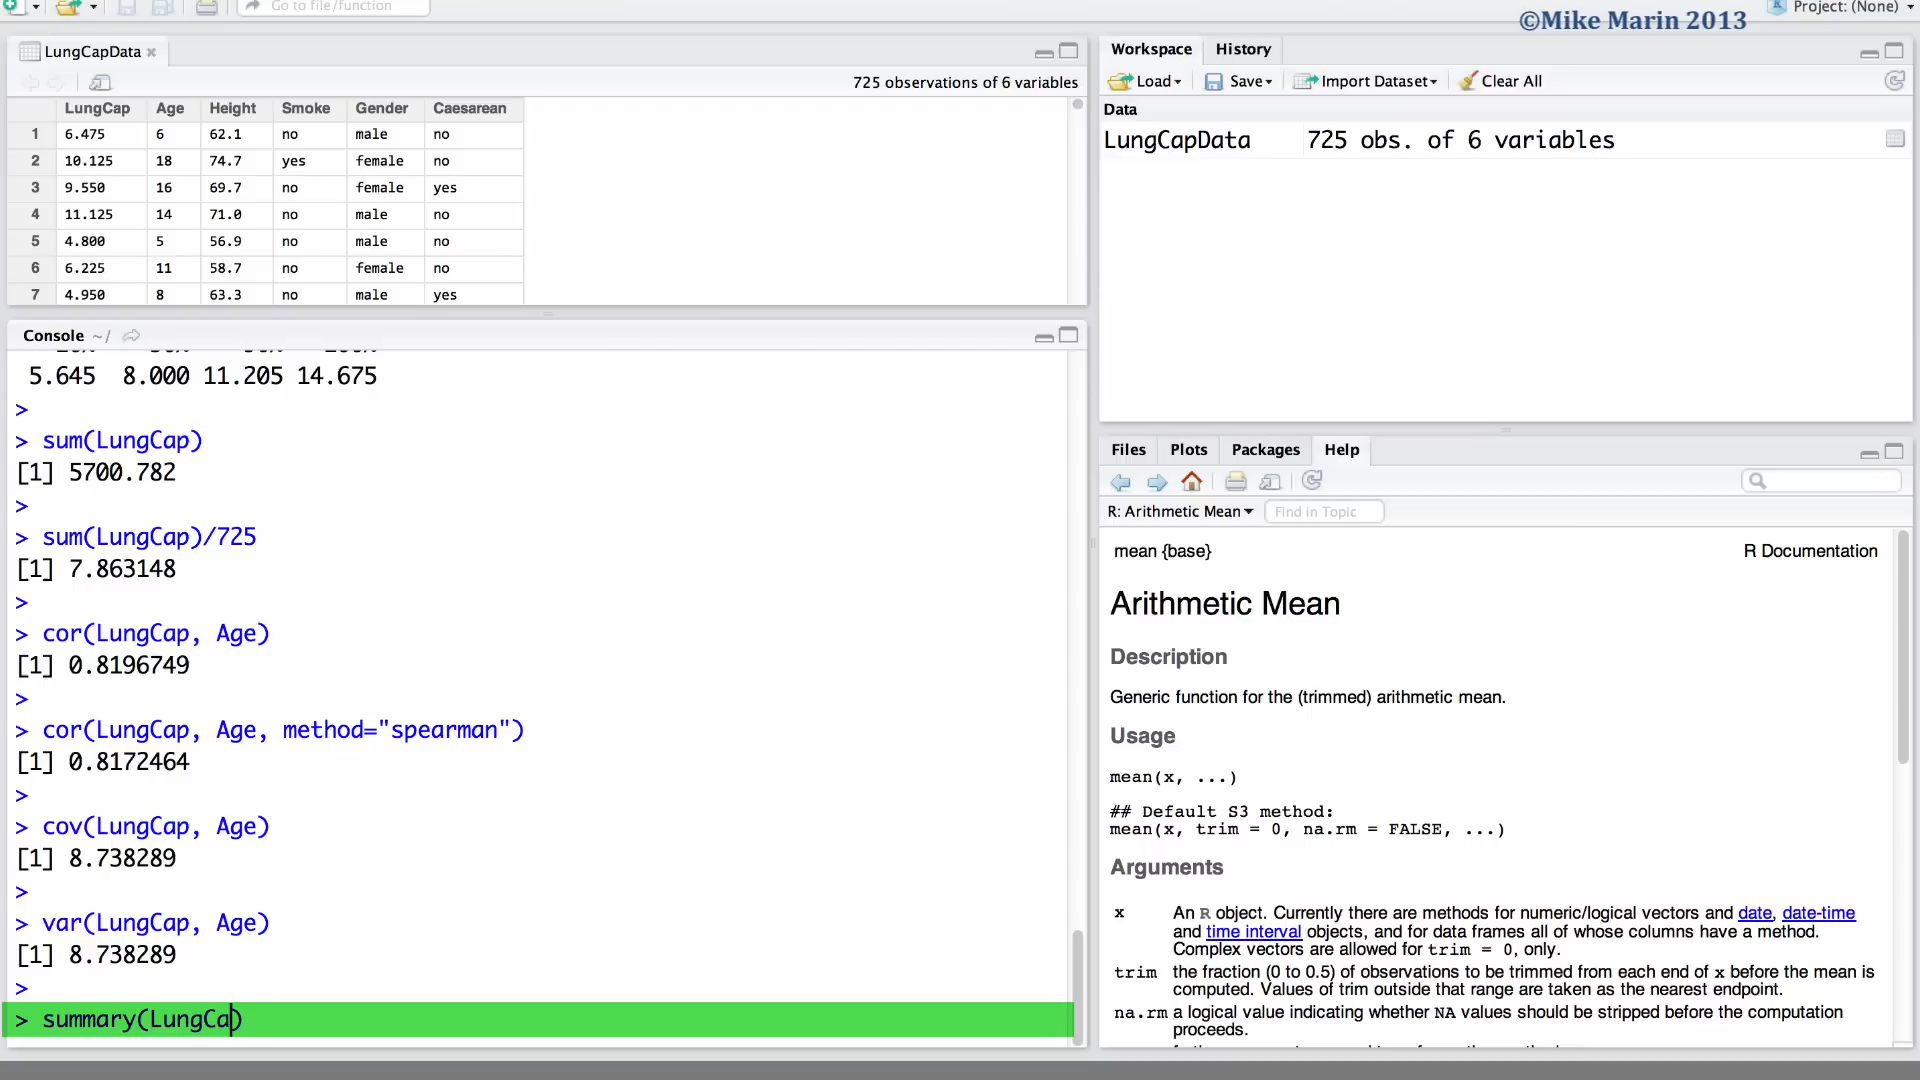 Go to file/function
Project: (None)
©Mike Marin 2013
LungCapData
725 observations of 6 variables
LungCap Age Height Smoke Gender Caesarean
1 6.475 6 62.1 no male no
2 10.125 18 74.7 yes female no
3 9.550 16 69.7 no female yes
4 11.125 14 71.0 no male no
5 4.800 5 56.9 no male no
6 6.225 11 58.7 no female no
7 4.950 8 63.3 no male yes
Console ~/
5.645 8.000 11.205 14.675
>
> sum(LungCap)
[1] 5700.782
>
> sum(LungCap)/725
[1] 7.863148
>
> cor(LungCap, Age)
[1] 0.8196749
>
> cor(LungCap, Age, method="spearman")
[1] 0.8172464
>
> cov(LungCap, Age)
[1] 8.738289
>
> var(LungCap, Age)
[1] 8.738289
>
> summary(LungCa)
Workspace History
Load Save Import Dataset Clear All
Data
LungCapData 725 obs. of 6 variables
Files Plots Packages Help
R: Arithmetic Mean Find in Topic
mean {base} R Documentation
Arithmetic Mean
Description
Generic function for the (trimmed) arithmetic mean.
Usage
mean(x, ...)
## Default S3 method:
mean(x, trim = 0, na.rm = FALSE, ...)
Arguments
x An R object. Currently there are methods for numeric/logical vectors and date, date-time
and time interval objects, and for data frames all of whose columns have a method.
Complex vectors are allowed for trim = 0, only.
trim the fraction (0 to 0.5) of observations to be trimmed from each end of x before the mean is
computed. Values of trim outside that range are taken as the nearest endpoint.
na.rm a logical value indicating whether NA values should be stripped before the computation
proceeds.